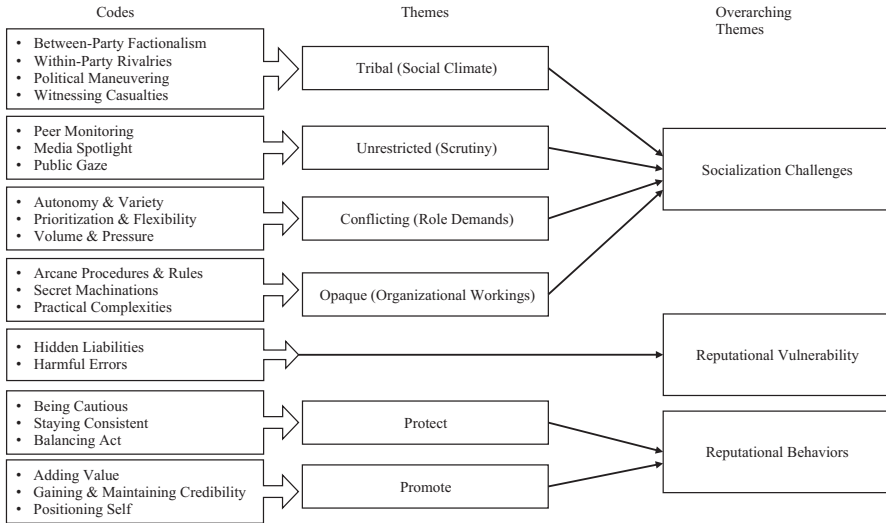 Codes
Themes
Overarching
Themes
• Between-Party Factionalism
• Within-Party Rivalries
• Political Maneuvering
• Witnessing Casualties
Tribal (Social Climate)
• Peer Monitoring
• Media Spotlight
• Public Gaze
Unrestricted (Scrutiny)
Socialization Challenges
• Autonomy & Variety
• Prioritization & Flexibility
• Volume & Pressure
Conflicting (Role Demands)
• Arcane Procedures & Rules
• Secret Machinations
• Practical Complexities
Opaque (Organizational Workings)
• Hidden Liabilities
• Harmful Errors
Reputational Vulnerability
• Being Cautious
• Staying Consistent
• Balancing Act
Protect
Reputational Behaviors
• Adding Value
• Gaining & Maintaining Credibility
• Positioning Self
Promote